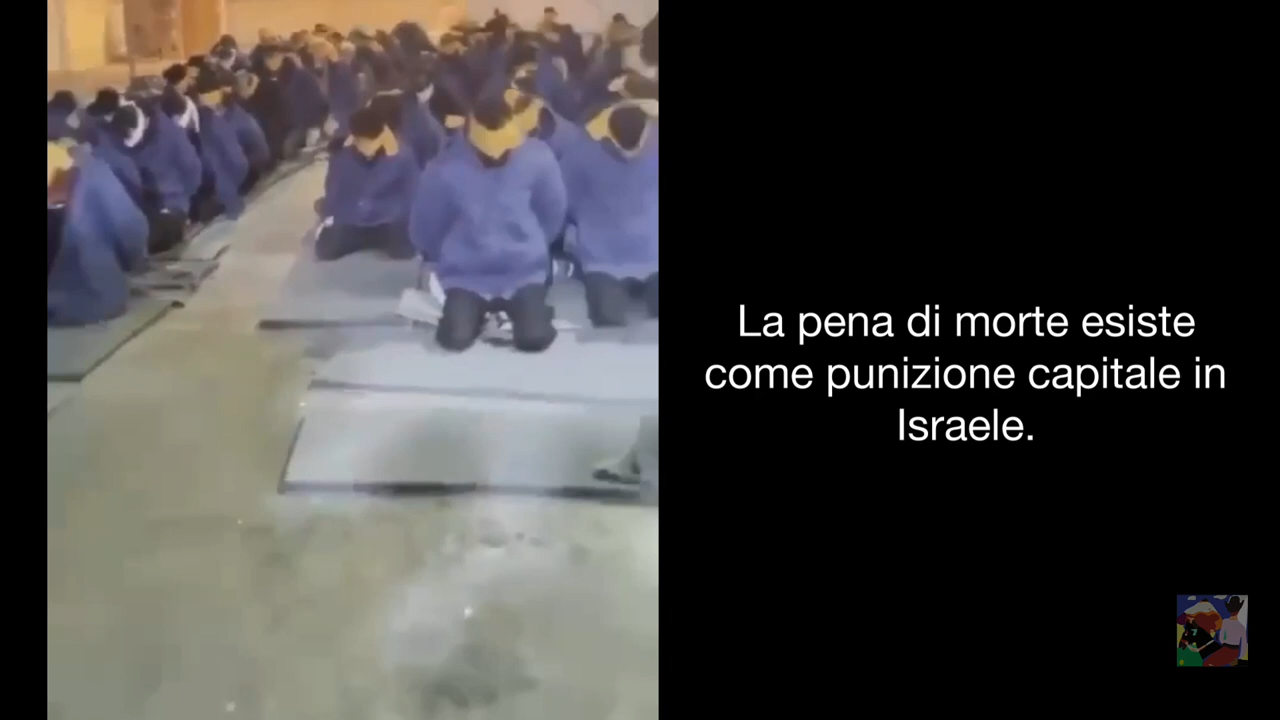 La pena di morte esiste
come punizione capitale in
Israele.